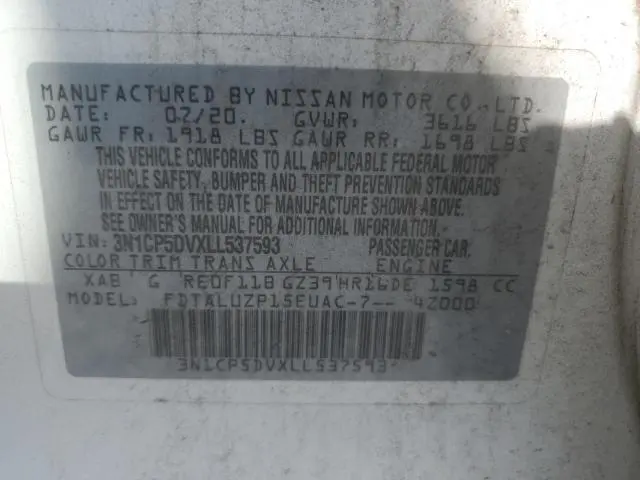 MANUFACTURED BY NISSAN MOTOR CO., LTD.
DATE: 07/20. GVWR: 3616 LBS
GAWR FR: 1918 LBS GAWR RR: 1698 LBS
THIS VEHICLE CONFORMS TO ALL APPLICABLE FEDERAL MOTOR
VEHICLE SAFETY, BUMPER AND THEFT PREVENTION STANDARDS
IN EFFECT ON THE DATE OF MANUFACTURE SHOWN ABOVE.
SEE OWNER'S MANUAL FOR ADDITIONAL INFORMATION.
VIN: 3N1CP5DVXLL537593 PASSENGER CAR.
COLOR TRIM TRANS AXLE ENGINE
XAB G RE0F11B GZ39 HR16DE 1598 CC
MODEL: FDTALUZP15EUAC-7-- 4Z000
3N1CP5DVXLL537593